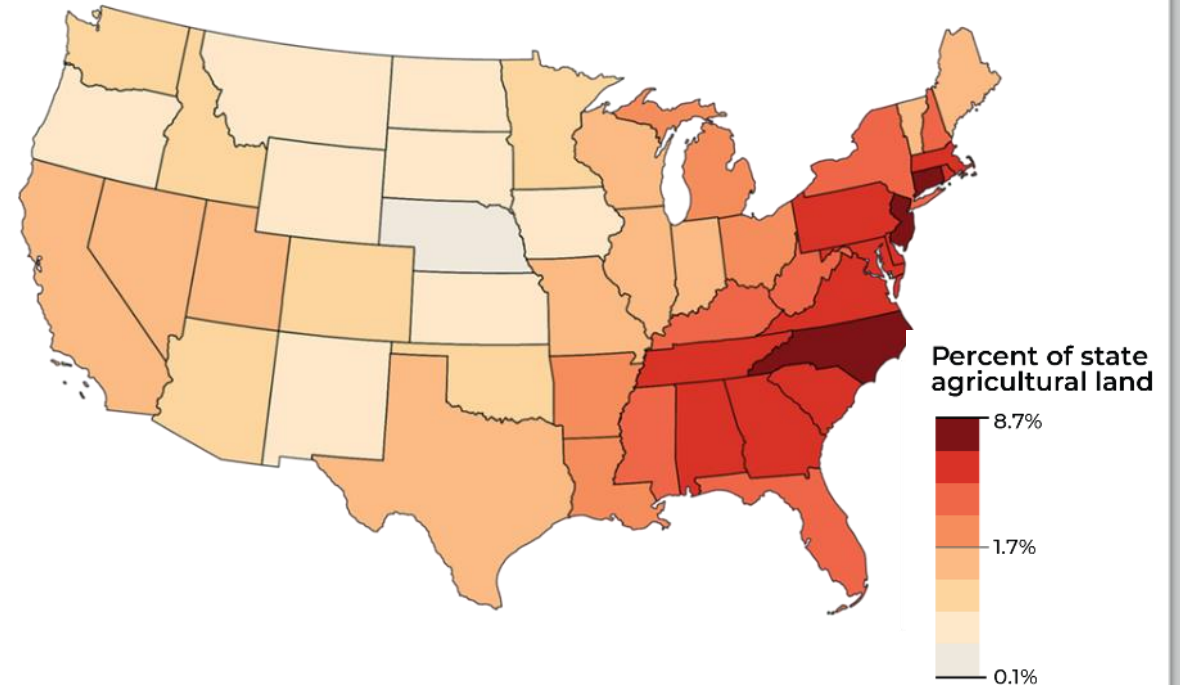 Percent of state
agricultural land
8.7%
1.7%
0.1%